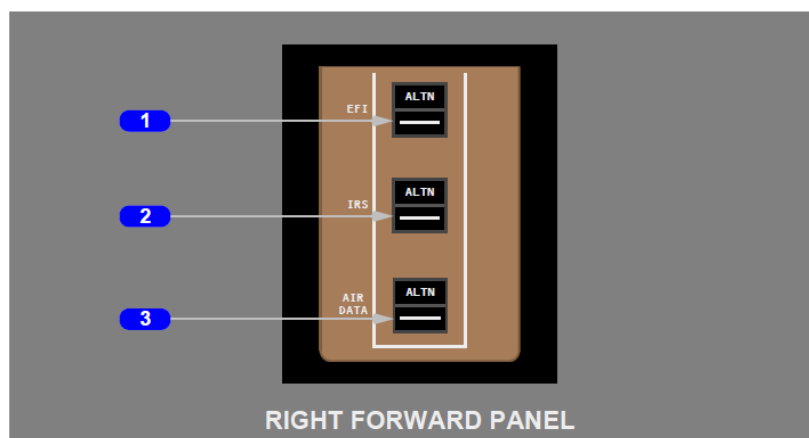 ALTN
EFI
1
ALTN
IRS
2
ALTN
AIR
DATA
3
RIGHT FORWARD PANEL